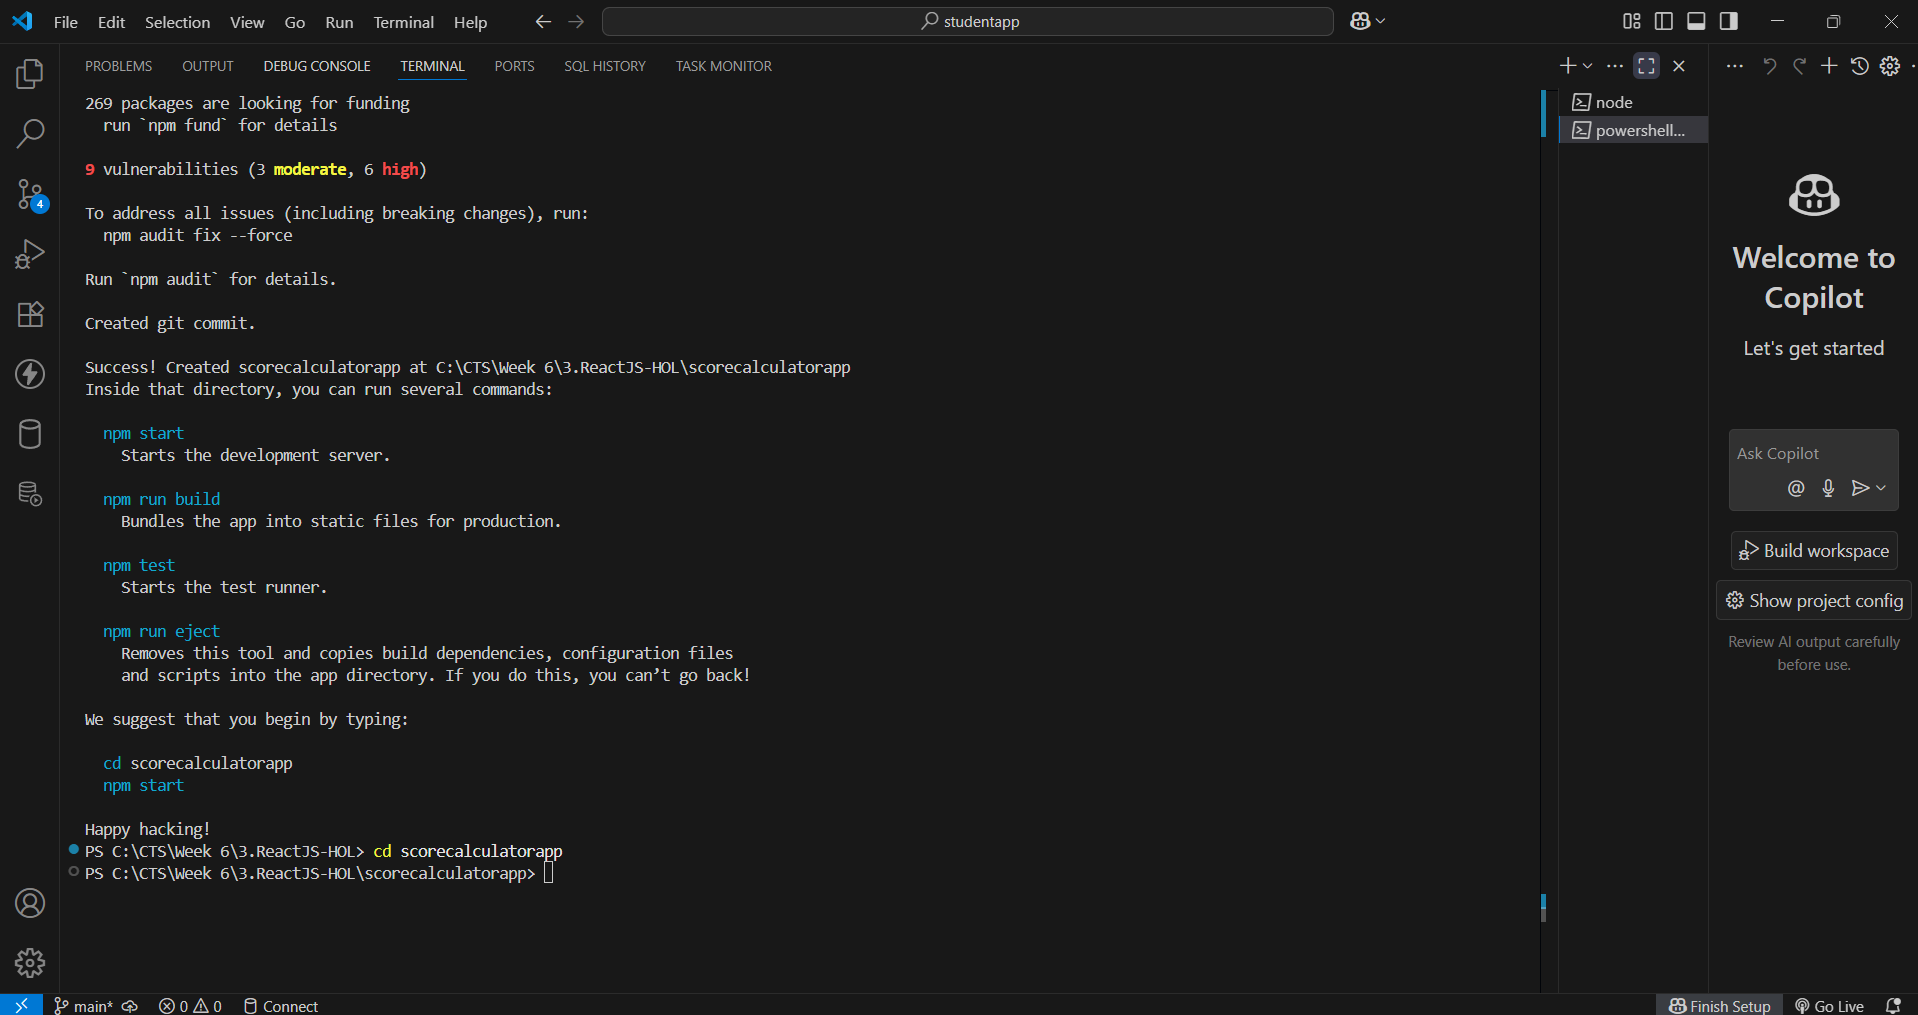 File Edit Selection View Go Run Terminal Help
studentapp
PROBLEMS OUTPUT DEBUG CONSOLE TERMINAL PORTS SQL HISTORY TASK MONITOR
269 packages are looking for funding
run `npm fund` for details
9 vulnerabilities (3 moderate, 6 high)
To address all issues (including breaking changes), run:
npm audit fix --force
Run `npm audit` for details.
Created git commit.
Success! Created scorecalculatorapp at C:\CTS\Week 6\3.ReactJS-HOL\scorecalculatorapp
Inside that directory, you can run several commands:
npm start
Starts the development server.
npm run build
Bundles the app into static files for production.
npm test
Starts the test runner.
npm run eject
Removes this tool and copies build dependencies, configuration files
and scripts into the app directory. If you do this, you can’t go back!
We suggest that you begin by typing:
cd scorecalculatorapp
npm start
Happy hacking!
PS C:\CTS\Week 6\3.ReactJS-HOL> cd scorecalculatorapp
PS C:\CTS\Week 6\3.ReactJS-HOL\scorecalculatorapp>
node
powershell...
Welcome to
Copilot
Let's get started
Ask Copilot
Build workspace
Show project config
Review AI output carefully
before use.
4
main* 0 0 Connect
Finish Setup Go Live